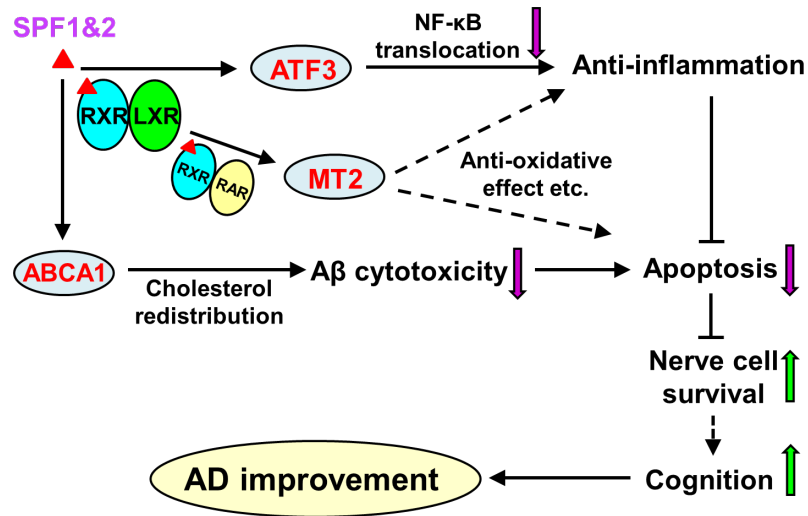 SPF1&2
NF-κB
translocation
ATF3
Anti-inflammation
RXR
LXR
RXR
RAR
MT2
Anti-oxidative
effect etc.
ABCA1
Cholesterol
redistribution
Aβ cytotoxicity
Apoptosis
Nerve cell
survival
Cognition
AD improvement